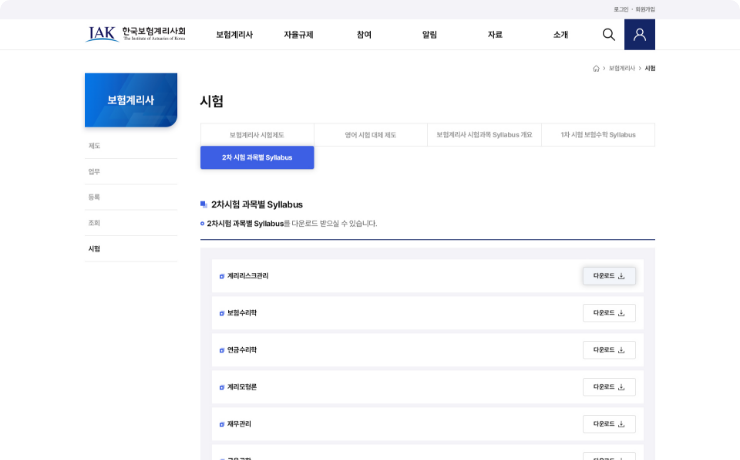 로그인 · 회원가입
IAK 한국보험계리사회
The Institute of Actuaries of Korea
보험계리사 자율규제 참여 알림 자료 소개
보험계리사 > 시험
보험계리사
제도
업무
등록
조회
시험
시험
보험계리사 시험제도
영어 시험 대체 제도
보험계리사 시험과목 Syllabus 개요
1차 시험 보험수학 Syllabus
2차 시험 과목별 Syllabus
2차시험 과목별 Syllabus
2차시험 과목별 Syllabus를 다운로드 받으실 수 있습니다.
계리리스크관리 다운로드
보험수리학 다운로드
연금수리학 다운로드
계리모형론 다운로드
재무관리 다운로드